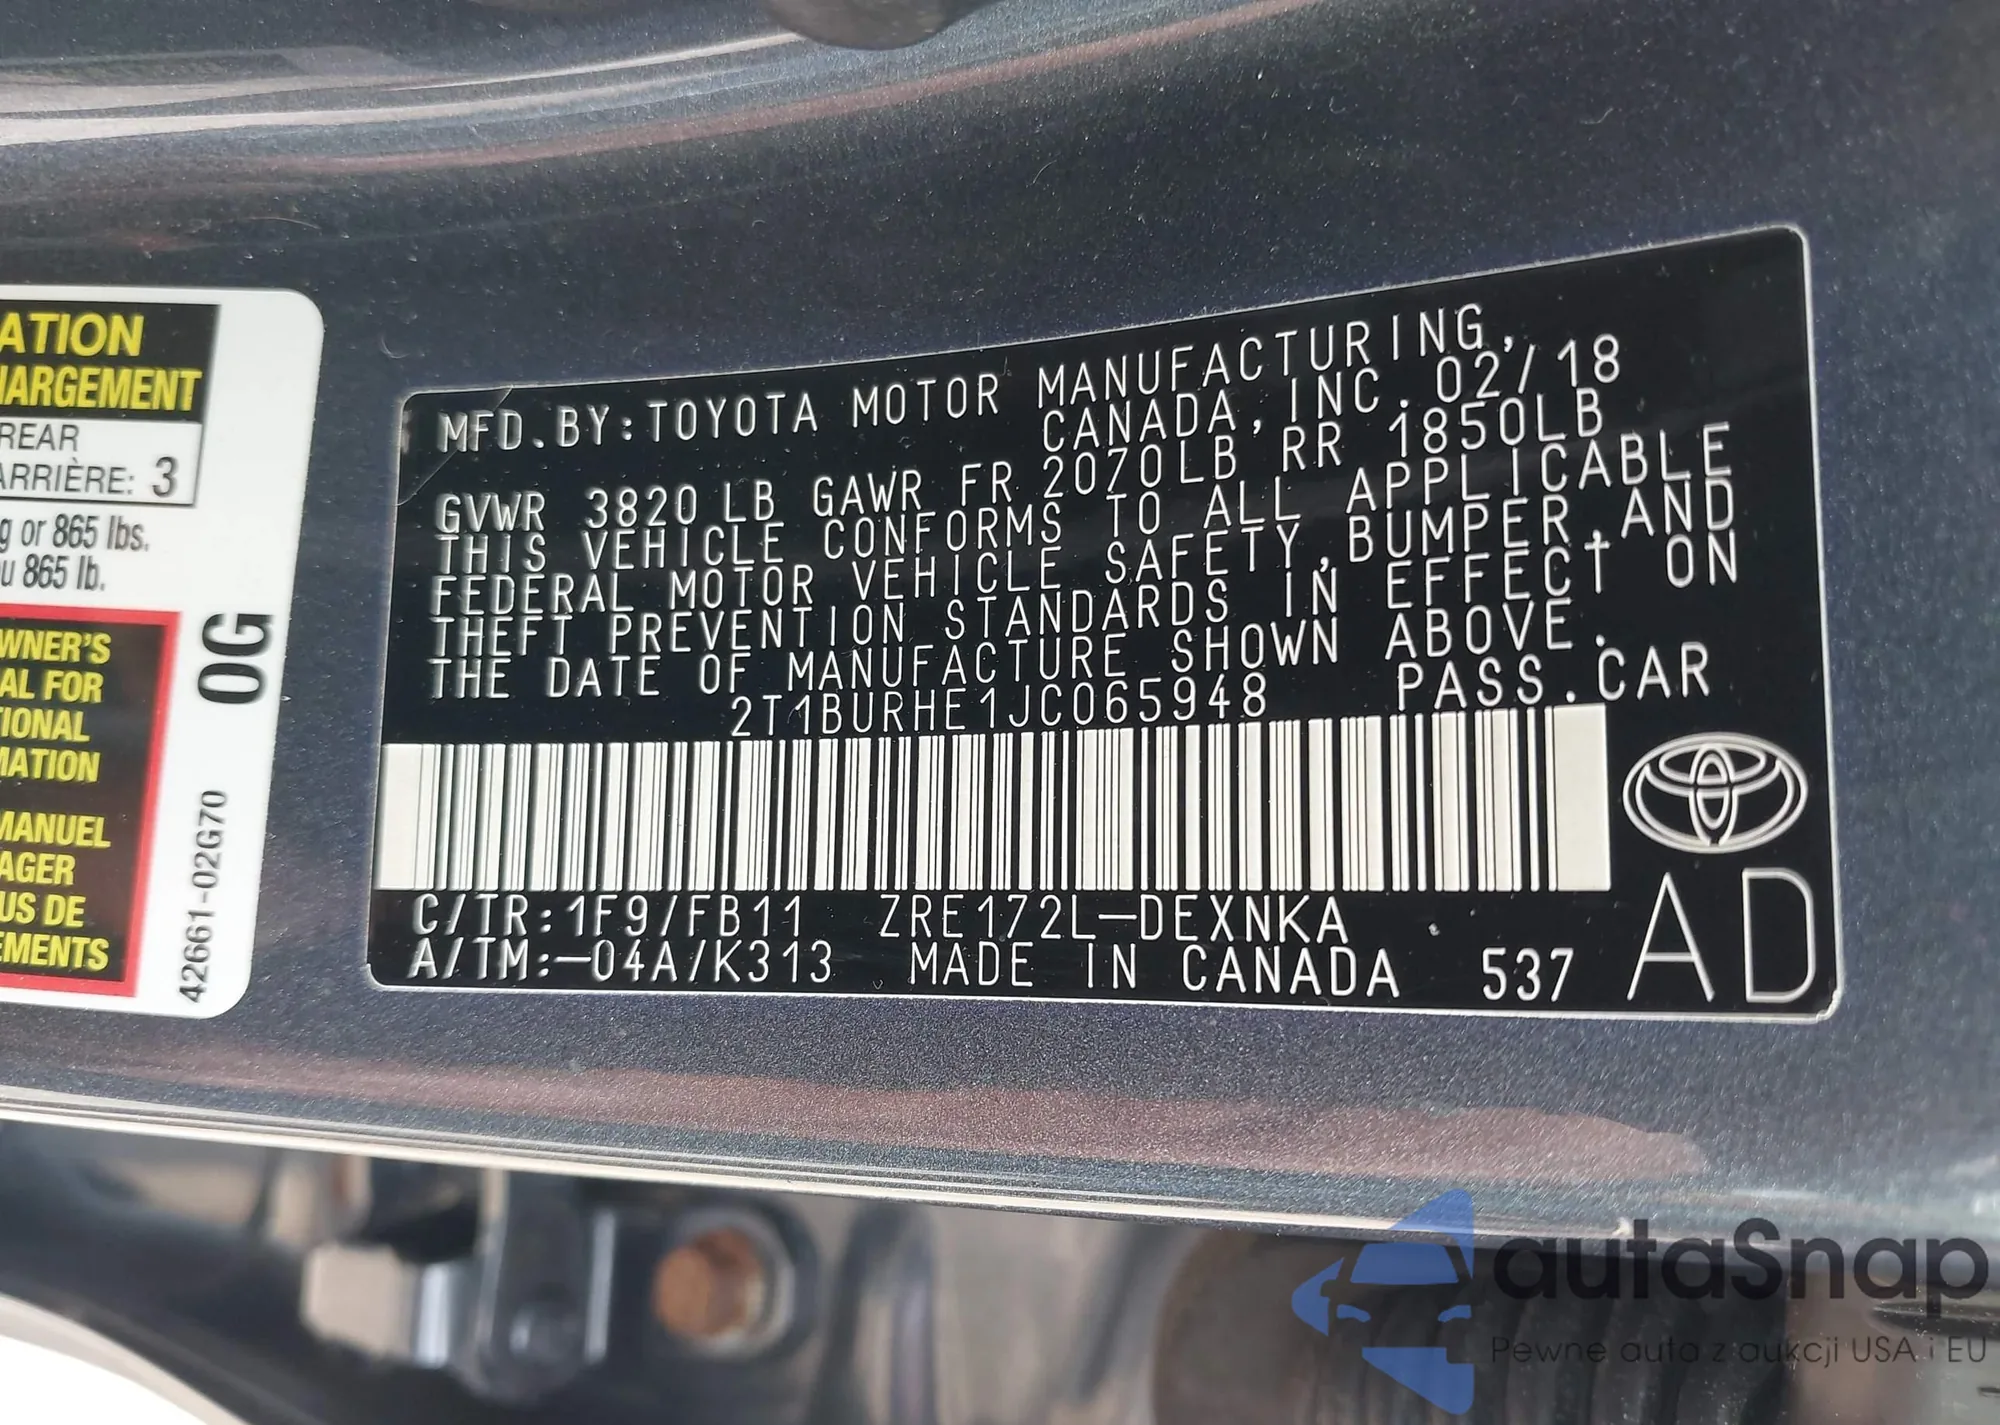 ATION
HARGEMENT
REAR
ARRIÈRE: 3
g or 865 lbs.
u 865 lb.
WNER'S
AL FOR
TIONAL
MATION
MANUEL
AGER
US DE
EMENTS
0G
42661-02G70
MFD.BY:TOYOTA MOTOR MANUFACTURING,
CANADA, INC. 02/18
GVWR 3820 LB GAWR FR 2070LB RR 1850LB
THIS VEHICLE CONFORMS TO ALL APPLICABLE
FEDERAL MOTOR VEHICLE SAFETY,BUMPER,AND
THEFT PREVENTION STANDARDS IN EFFECT ON
THE DATE OF MANUFACTURE SHOWN ABOVE.
2T1BURHE1JC065948 PASS.CAR
C/TR:1F9/FB11 ZRE172L-DEXNKA
A/TM:-04A/K313 MADE IN CANADA 537
AD
autaSnap
Pewne auta z aukcji USA i EU